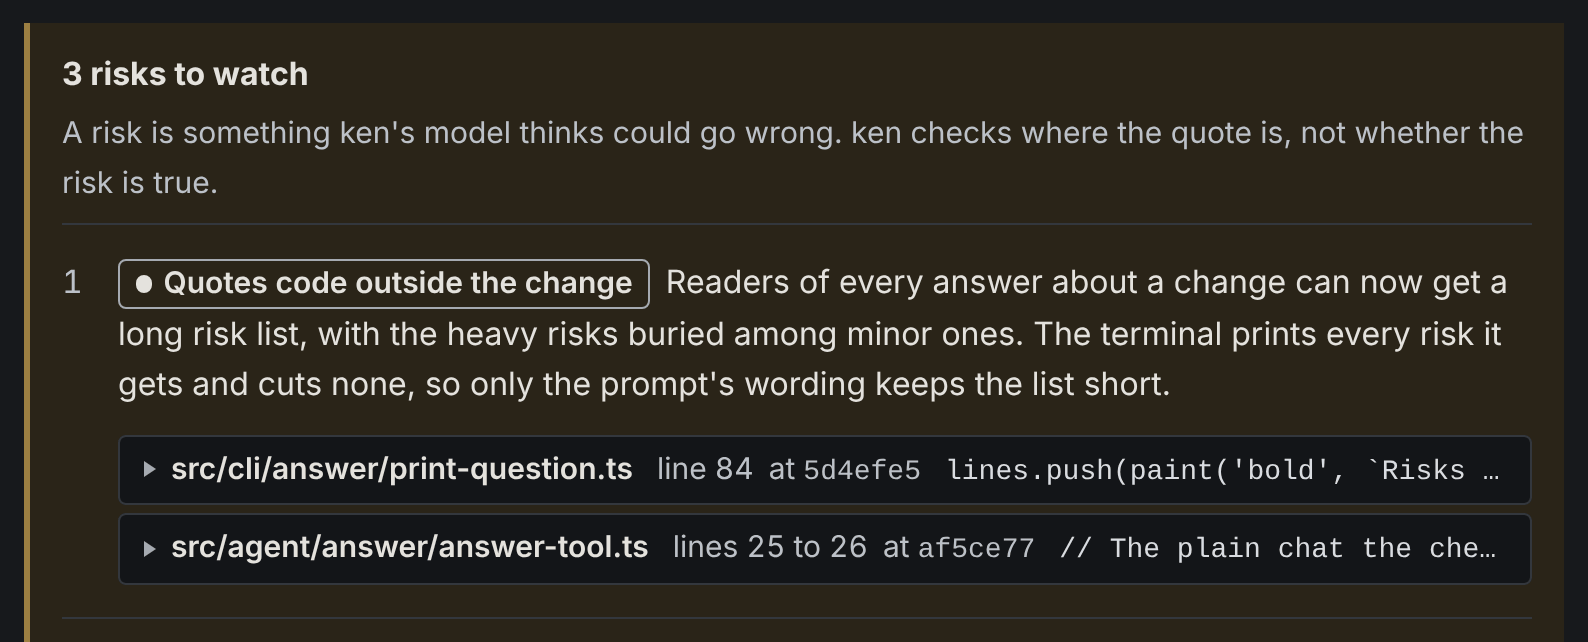 3 risks to watch
A risk is something ken's model thinks could go wrong. ken checks where the quote is, not whether the
risk is true.
1 Quotes code outside the change Readers of every answer about a change can now get a
long risk list, with the heavy risks buried among minor ones. The terminal prints every risk it
gets and cuts none, so only the prompt's wording keeps the list short.
src/cli/answer/print-question.ts line 84 at 5d4efe5 lines.push(paint('bold', `Risks …
src/agent/answer/answer-tool.ts lines 25 to 26 at af5ce77 // The plain chat the che…